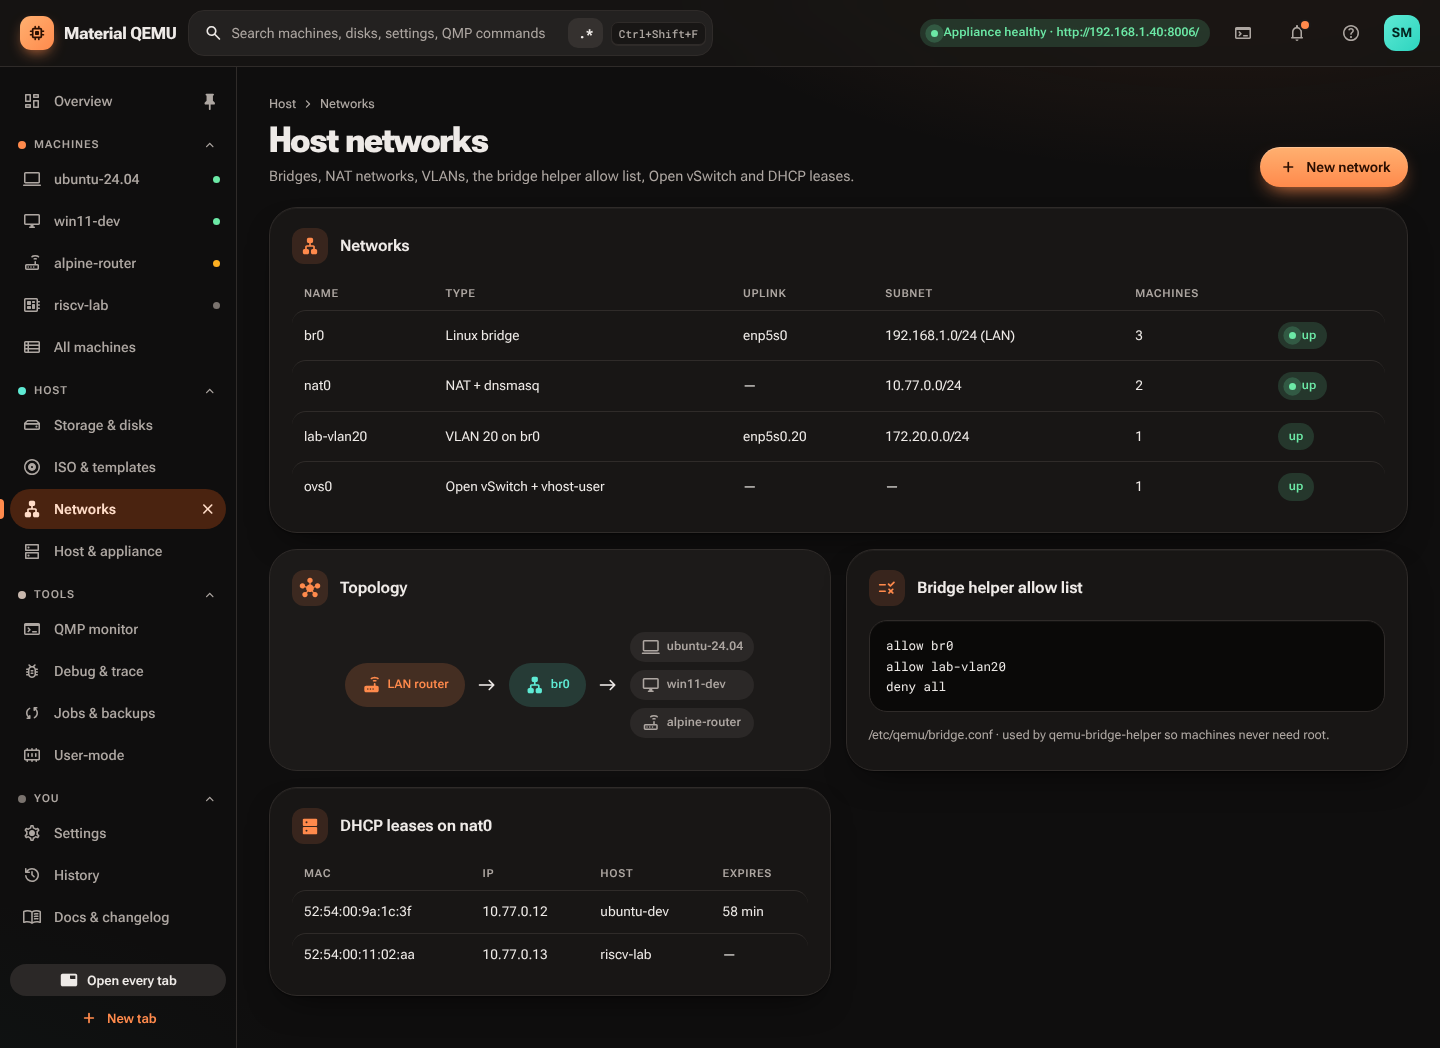 Material QEMU
Search machines, disks, settings, QMP commands
.*
Ctrl+Shift+F
Appliance healthy · http://192.168.1.40:8006/
SM
Overview
MACHINES
ubuntu-24.04
win11-dev
alpine-router
riscv-lab
All machines
HOST
Storage & disks
ISO & templates
Networks
Host & appliance
TOOLS
QMP monitor
Debug & trace
Jobs & backups
User-mode
YOU
Settings
History
Docs & changelog
Open every tab
New tab
Host > Networks
Host networks
Bridges, NAT networks, VLANs, the bridge helper allow list, Open vSwitch and DHCP leases.
New network
Networks
NAME TYPE UPLINK SUBNET MACHINES
br0 Linux bridge enp5s0 192.168.1.0/24 (LAN) 3 up
nat0 NAT + dnsmasq — 10.77.0.0/24 2 up
lab-vlan20 VLAN 20 on br0 enp5s0.20 172.20.0.0/24 1 up
ovs0 Open vSwitch + vhost-user — — 1 up
Topology
LAN router → br0 →
ubuntu-24.04
win11-dev
alpine-router
Bridge helper allow list
allow br0
allow lab-vlan20
deny all
/etc/qemu/bridge.conf · used by qemu-bridge-helper so machines never need root.
DHCP leases on nat0
MAC IP HOST EXPIRES
52:54:00:9a:1c:3f 10.77.0.12 ubuntu-dev 58 min
52:54:00:11:02:aa 10.77.0.13 riscv-lab —